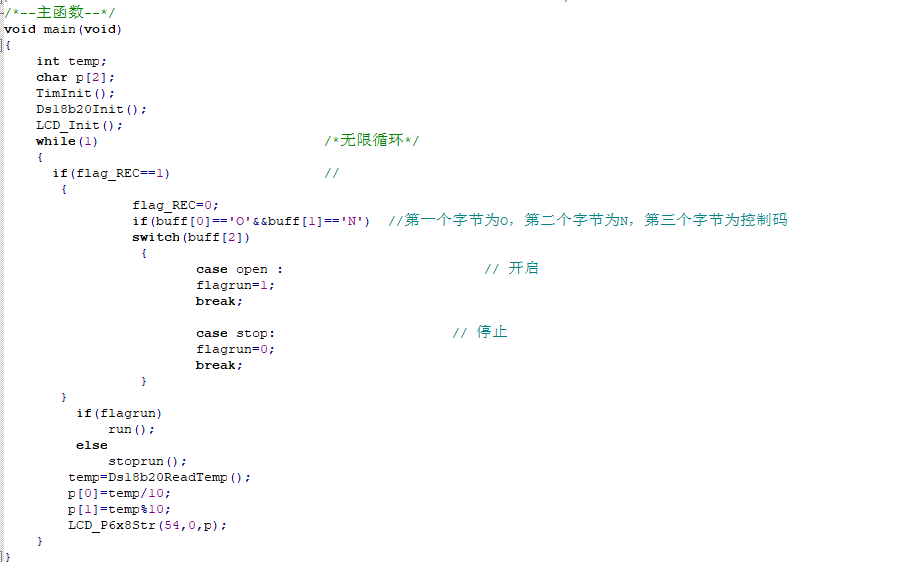 /*--主函数--*/
void main(void)
{
int temp;
char p[2];
TimInit();
Ds18b20Init();
LCD_Init();
while(1) /*无限循环*/
{
if(flag_REC==1) //
{
flag_REC=0;
if(buff[0]=='O'&&buff[1]=='N') //第一个字节为O，第二个字节为N，第三个字节为控制码
switch(buff[2])
{
case open : // 开启
flagrun=1;
break;
case stop: // 停止
flagrun=0;
break;
}
}
if(flagrun)
run();
else
stoprun();
temp=Ds18b20ReadTemp();
p[0]=temp/10;
p[1]=temp%10;
LCD_P6x8Str(54,0,p);
}
}